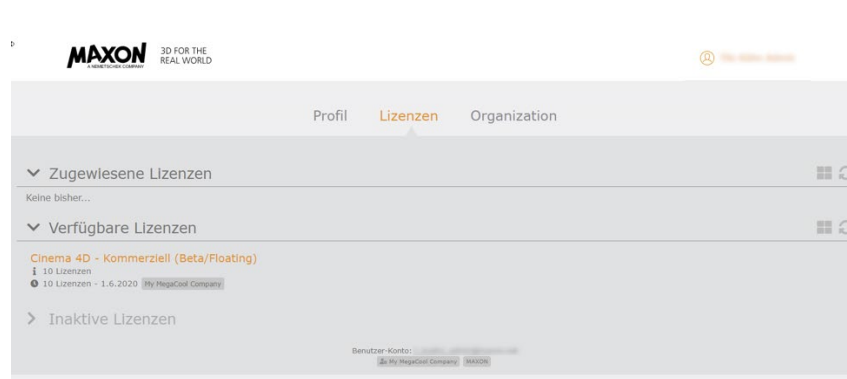 MAXON
A NEMETSCHEK COMPANY
3D FOR THE
REAL WORLD
Profil Lizenzen Organization
Zugewiesene Lizenzen
Keine bisher...
Verfügbare Lizenzen
Cinema 4D - Kommerziell (Beta/Floating)
10 Lizenzen
10 Lizenzen - 1.6.2020 My MegaCool Company
Inaktive Lizenzen
Benutzer-Konto:
My MegaCool Company MAXON